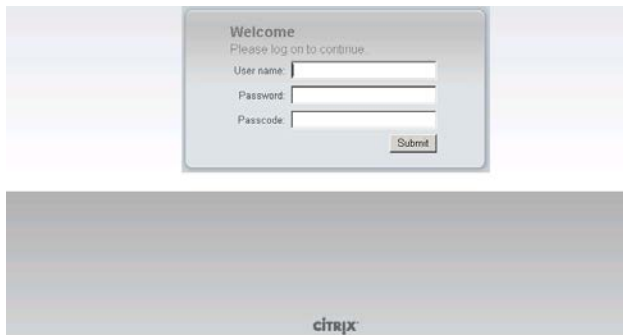 Welcome
Please log on to continue.
User name:
Password:
Passcode:
Submit
CITRIX